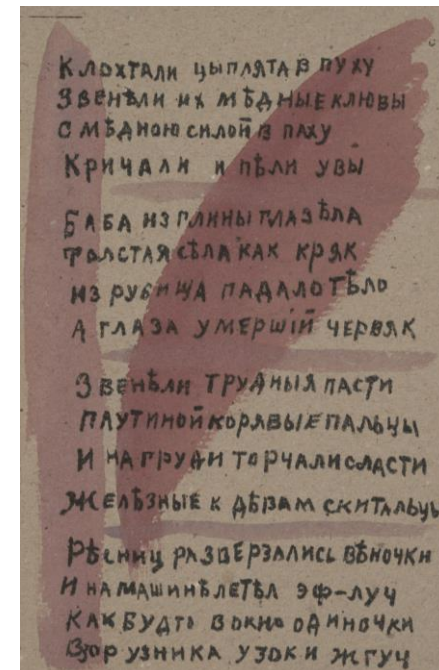 Клохтали цыплята в пуху
Звенѣли их мѣдные клювы
С мѣдною силой в паху
Кричали и пѣли увы
Баба из глины глазѣла
Толстая сѣла как кряк
Из рубища падало тѣло
А глаза умершій червяк
Звенѣли трудныя пасти
Паутиной корявые пальцы
И на груди торчали сласти
Желѣзные к дѣвам скитальцы
Рѣсниц разверзались вѣночки
И на машинѣ летѣл эф-луч
Как будто в окно одиночки
Взор узника узок и жгуч